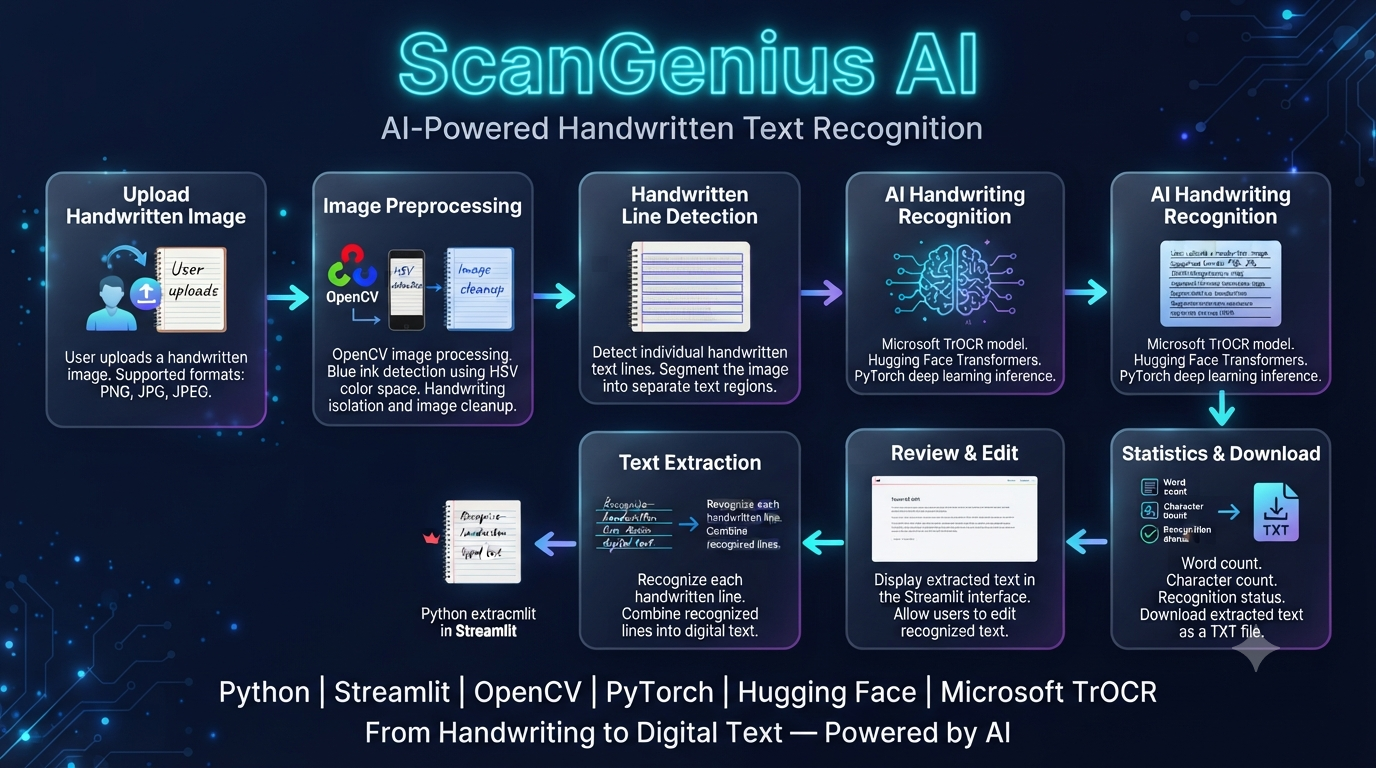 ScanGenius AI
AI-Powered Handwritten Text Recognition
Upload
Handwritten Image
User
uploads
User uploads a handwritten
image. Supported formats:
PNG, JPG, JPEG.
Image Preprocessing
OpenCV
HSV
Image
cleanup
OpenCV image processing.
Blue ink detection using HSV
color space. Handwriting
isolation and image cleanup.
Handwritten
Line Detection
Detect individual handwritten
text lines. Segment the image
into separate text regions.
AI Handwriting
Recognition
Microsoft TrOCR model.
Hugging Face Transformers.
PyTorch deep learning inference.
AI Handwriting
Recognition
Microsoft TrOCR model.
Hugging Face Transformers.
PyTorch deep learning inference.
Statistics & Download
Word
Character
TXT
Word count.
Character count.
Recognition status.
Download extracted text
as a TXT file.
Review & Edit
Display extracted text in
the Streamlit interface.
Allow users to edit
recognized text.
Text Extraction
digital text.
Recognize each
handwritten line.
Combine
recognized lines.
Recognize each
handwritten line.
Combine recognized
lines into digital text.
Python extracmlit
in Streamlit
Python | Streamlit | OpenCV | PyTorch | Hugging Face | Microsoft TrOCR
From Handwriting to Digital Text — Powered by AI